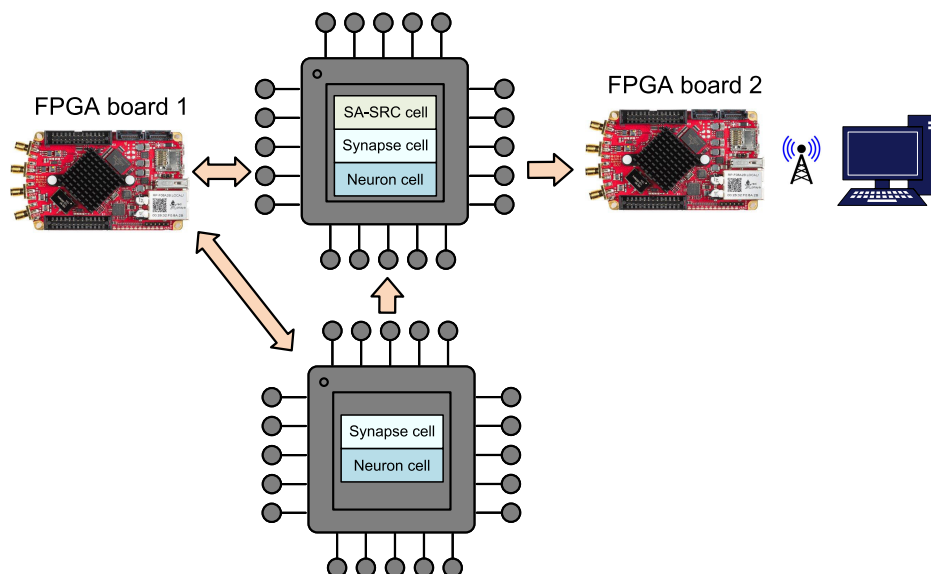 FPGA board 1
FPGA board 2
SA-SRC cell
Synapse cell
Neuron cell
Synapse cell
Neuron cell